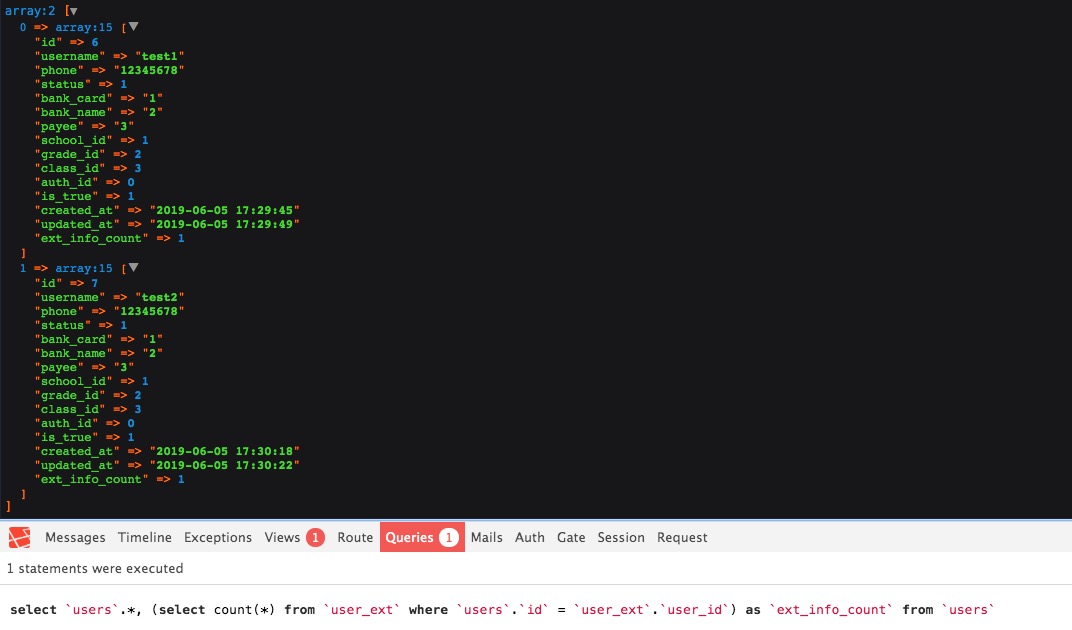 array:2 [▼
0 => array:15 [▼
"id" => 6
"username" => "test1"
"phone" => "12345678"
"status" => 1
"bank_card" => "1"
"bank_name" => "2"
"payee" => "3"
"school_id" => 1
"grade_id" => 2
"class_id" => 3
"auth_id" => 0
"is_true" => 1
"created_at" => "2019-06-05 17:29:45"
"updated_at" => "2019-06-05 17:29:49"
"ext_info_count" => 1
]
1 => array:15 [▼
"id" => 7
"username" => "test2"
"phone" => "12345678"
"status" => 1
"bank_card" => "1"
"bank_name" => "2"
"payee" => "3"
"school_id" => 1
"grade_id" => 2
"class_id" => 3
"auth_id" => 0
"is_true" => 1
"created_at" => "2019-06-05 17:30:18"
"updated_at" => "2019-06-05 17:30:22"
"ext_info_count" => 1
]
]
Messages Timeline Exceptions Views 1 Route Queries 1 Mails Auth Gate Session Request
1 statements were executed
select `users`.*, (select count(*) from `user_ext` where `users`.`id` = `user_ext`.`user_id`) as `ext_info_count` from `users`